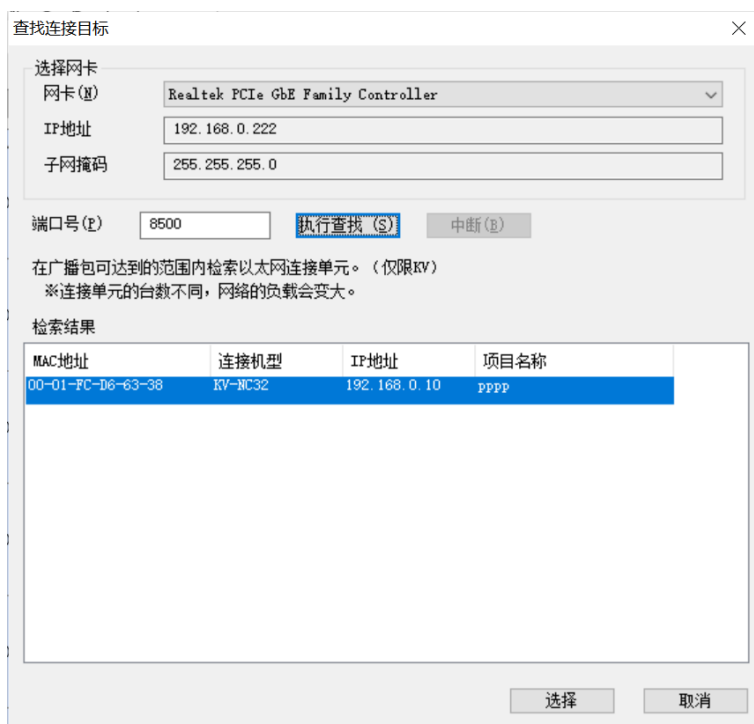 查找连接目标
选择网卡
网卡(N) Realtek PCIe GbE Family Controller
IP地址 192.168.0.222
子网掩码 255.255.255.0
端口号(P) 8500 执行查找 (S) 中断(B)
在广播包可达到的范围内检索以太网连接单元。(仅限KV)
※连接单元的台数不同，网络的负载会变大。
检索结果
MAC地址 连接机型 IP地址 项目名称
00-01-FC-D6-63-38 KV-NC32 192.168.0.10 pppp
选择 取消